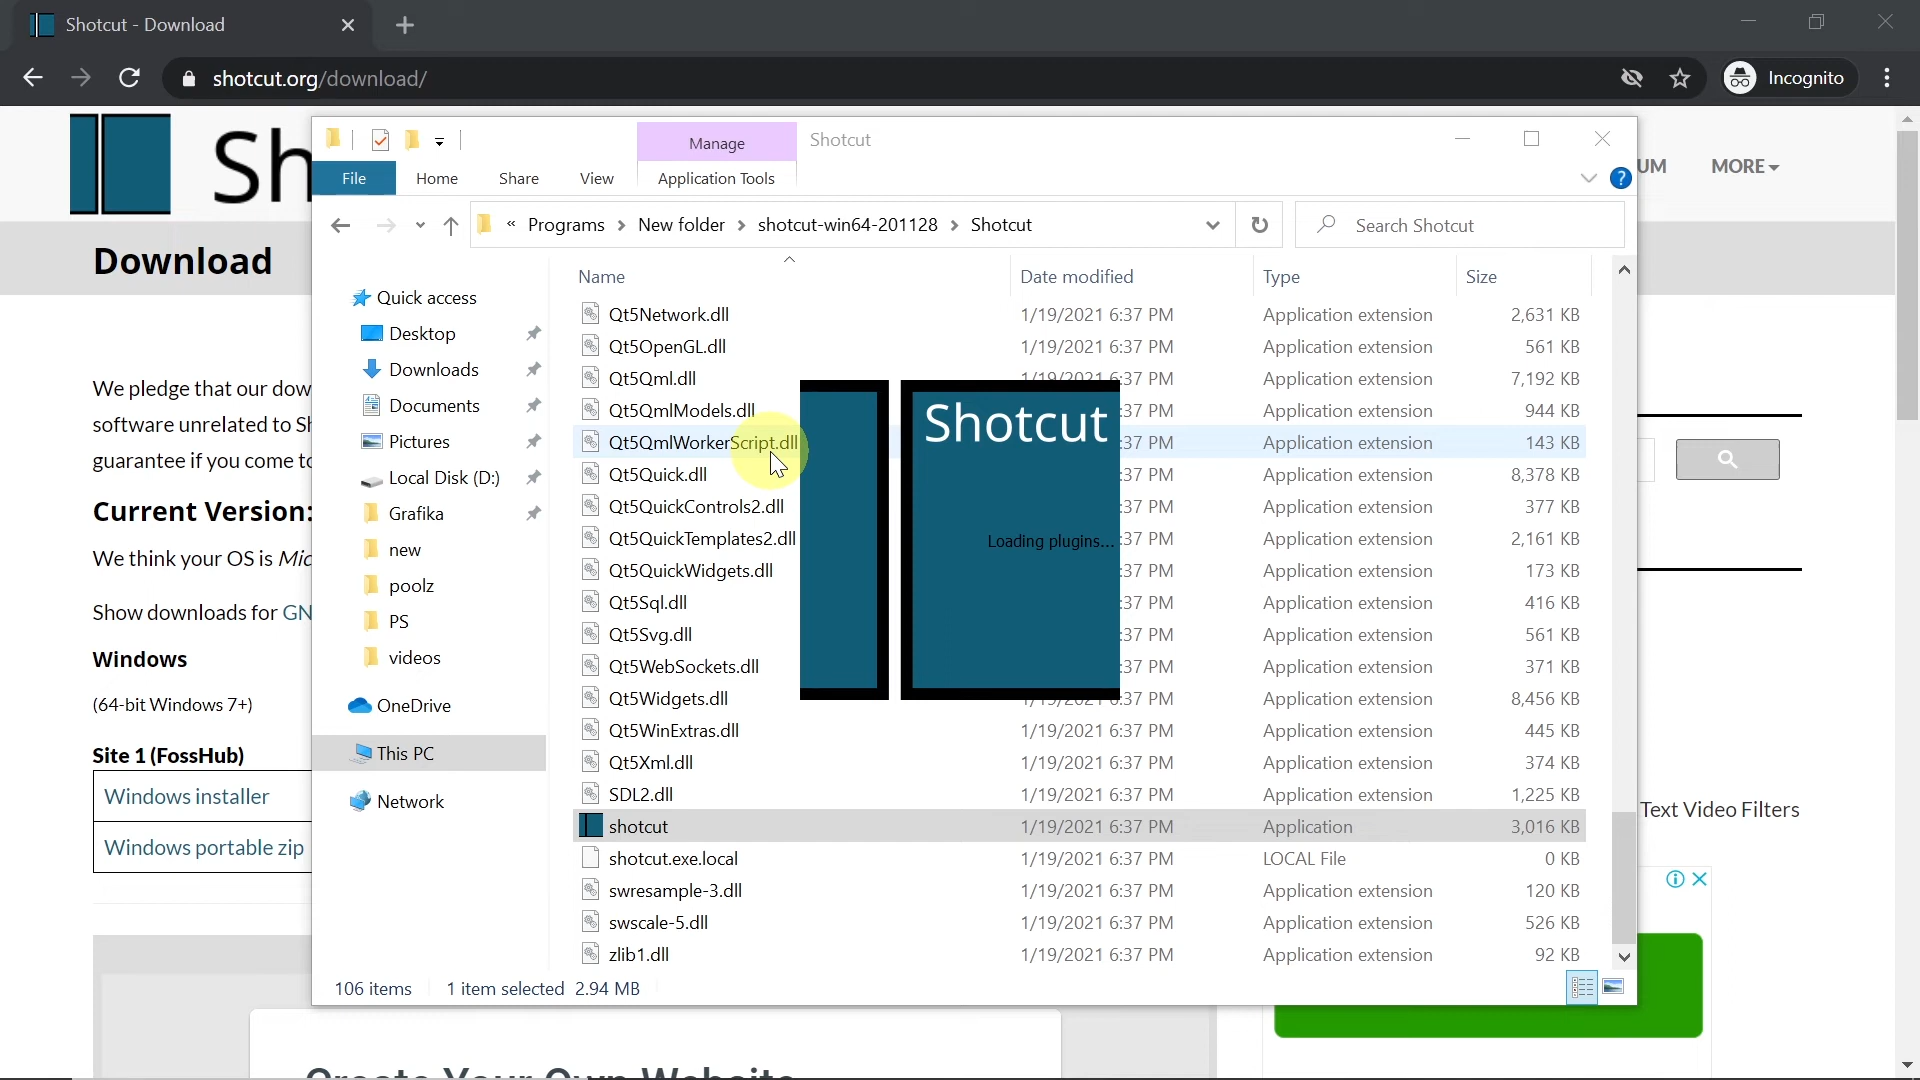 Shotcut - Download
shotcut.org/download/
Incognito
Sh
UM
MORE
Manage
Shotcut
File
Home
Share
View
Application Tools
« Programs > New folder > shotcut-win64-201128 > Shotcut
Search Shotcut
Download
Name
Date modified
Type
Size
Quick access
Desktop
Downloads
Documents
Pictures
Local Disk (D:)
Grafika
new
poolz
PS
videos
OneDrive
This PC
Network
Qt5Network.dll 1/19/2021 6:37 PM Application extension 2,631 KB
Qt5OpenGL.dll 1/19/2021 6:37 PM Application extension 561 KB
Qt5Qml.dll 1/19/2021 6:37 PM Application extension 7,192 KB
Qt5QmlModels.dll :37 PM Application extension 944 KB
Qt5QmlWorkerScript.dll :37 PM Application extension 143 KB
Qt5Quick.dll :37 PM Application extension 8,378 KB
Qt5QuickControls2.dll :37 PM Application extension 377 KB
Qt5QuickTemplates2.dll :37 PM Application extension 2,161 KB
Qt5QuickWidgets.dll :37 PM Application extension 173 KB
Qt5Sql.dll :37 PM Application extension 416 KB
Qt5Svg.dll :37 PM Application extension 561 KB
Qt5WebSockets.dll :37 PM Application extension 371 KB
Qt5Widgets.dll 1/19/2021 6:37 PM Application extension 8,456 KB
Qt5WinExtras.dll 1/19/2021 6:37 PM Application extension 445 KB
Qt5Xml.dll 1/19/2021 6:37 PM Application extension 374 KB
SDL2.dll 1/19/2021 6:37 PM Application extension 1,225 KB
shotcut 1/19/2021 6:37 PM Application 3,016 KB
shotcut.exe.local 1/19/2021 6:37 PM LOCAL File 0 KB
swresample-3.dll 1/19/2021 6:37 PM Application extension 120 KB
swscale-5.dll 1/19/2021 6:37 PM Application extension 526 KB
zlib1.dll 1/19/2021 6:37 PM Application extension 92 KB
106 items
1 item selected 2.94 MB
Shotcut
Loading plugins...
We pledge that our dow
software unrelated to Sh
guarantee if you come to
Current Version:
We think your OS is Mic
Show downloads for GN
Windows
(64-bit Windows 7+)
Site 1 (FossHub)
Windows installer
Windows portable zip
Text Video Filters
Create Your Own Website